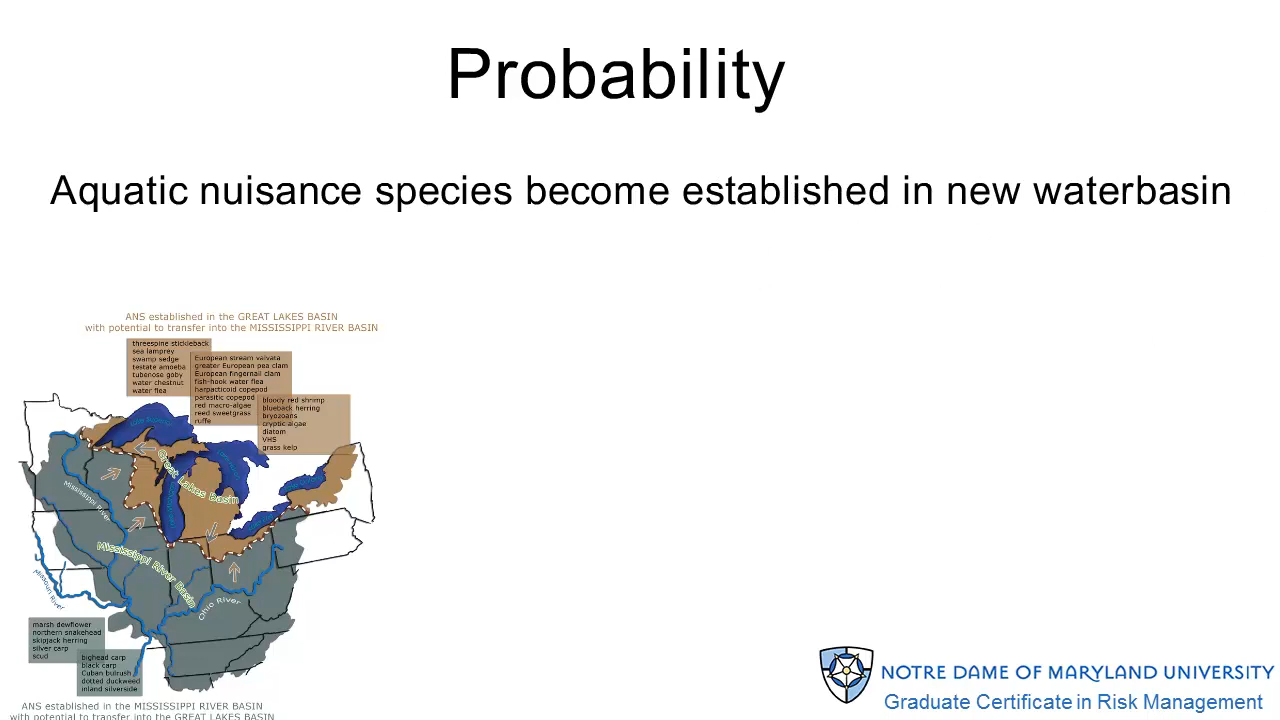 Probability
Aquatic nuisance species become established in new waterbasin
ANS established in the GREAT LAKES BASIN
with potential to transfer into the MISSISSIPPI RIVER BASIN
threespine stickleback
sea lamprey
swamp sedge
testate amoeba
tubenose goby
water chestnut
water flea
European stream valvata
greater European pea clam
European fingernail clam
fish-hook water flea
harpacticoid copepod
parasitic copepod
red macro-algae
reed sweetgrass
ruffe
bloody red shrimp
blueback herring
bryozoans
cryptic algae
diatom
VHS
grass kelp
Great Lakes Basin
Mississippi River
Mississippi River Basin
Missouri River
Ohio River
marsh dewflower
northern snakehead
skipjack herring
silver carp
scud
bighead carp
black carp
Cuban bulrush
dotted duckweed
inland silverside
ANS established in the MISSISSIPPI RIVER BASIN
with potential to transfer into the GREAT LAKES BASIN
NOTRE DAME OF MARYLAND UNIVERSITY
Graduate Certificate in Risk Management